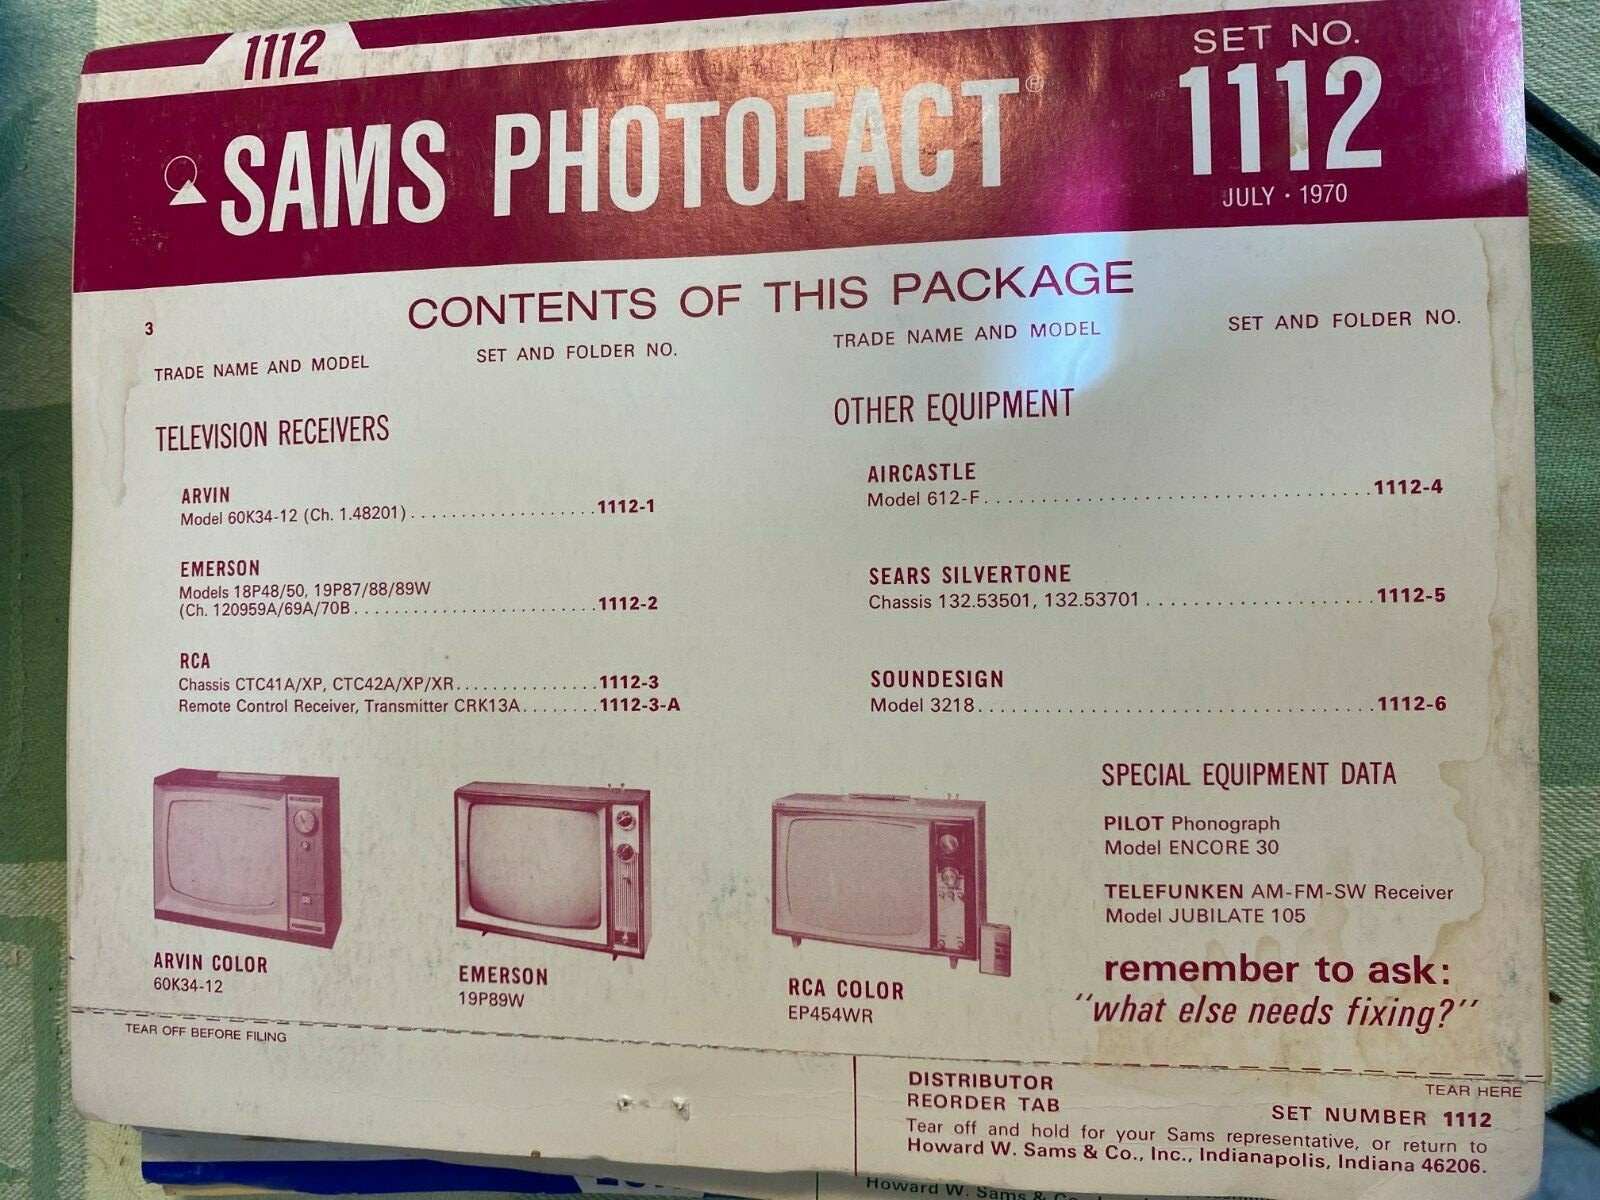 1112
SAMS PHOTOFACT®
SET NO.
1112
JULY · 1970
CONTENTS OF THIS PACKAGE
3
TRADE NAME AND MODEL SET AND FOLDER NO.
TELEVISION RECEIVERS
ARVIN
Model 60K34-12 (Ch. 1.48201)....................1112-1
EMERSON
Models 18P48/50, 19P87/88/89W
(Ch. 120959A/69A/70B..........................1112-2
RCA
Chassis CTC41A/XP, CTC42A/XP/XR...............1112-3
Remote Control Receiver, Transmitter CRK13A........1112-3-A
TRADE NAME AND MODEL SET AND FOLDER NO.
OTHER EQUIPMENT
AIRCASTLE
Model 612-F........................................1112-4
SEARS SILVERTONE
Chassis 132.53501, 132.53701.......................1112-5
SOUNDESIGN
Model 3218........................................1112-6
ARVIN COLOR
60K34-12
EMERSON
19P89W
RCA COLOR
EP454WR
SPECIAL EQUIPMENT DATA
PILOT Phonograph
Model ENCORE 30
TELEFUNKEN AM-FM-SW Receiver
Model JUBILATE 105
remember to ask:
"what else needs fixing?"
TEAR OFF BEFORE FILING
TEAR HERE
DISTRIBUTOR
REORDER TAB
SET NUMBER 1112
Tear off and hold for your Sams representative, or return to
Howard W. Sams & Co., Inc., Indianapolis, Indiana 46206.
Howard W. Sams & Co.